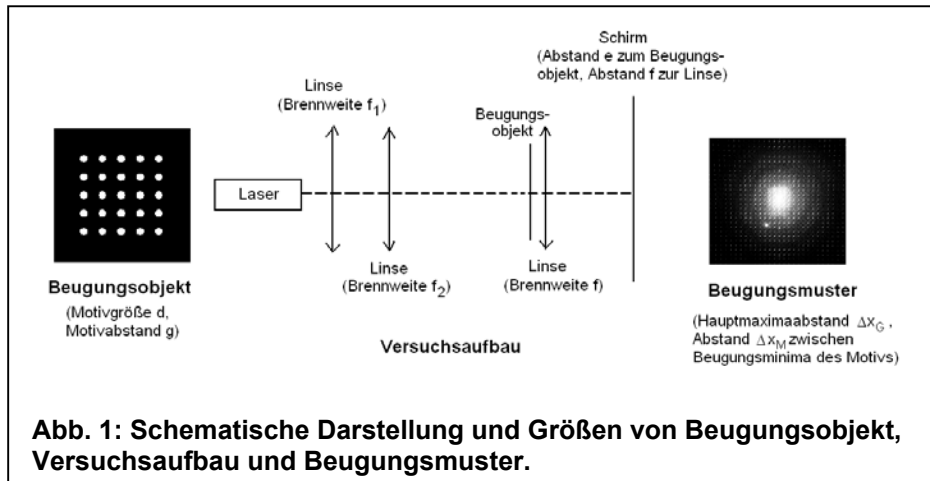 Schirm
(Abstand e zum Beugungs-
objekt, Abstand f zur Linse)
Linse
(Brennweite f₁)
Beugungs-
objekt
Laser
Linse
(Brennweite f₂)
Linse
(Brennweite f)
Beugungsobjekt
(Motivgröße d,
Motivabstand g)
Versuchsaufbau
Beugungsmuster
(Hauptmaximaabstand Δx_G ,
Abstand Δx_M zwischen
Beugungsminima des Motivs)
Abb. 1: Schematische Darstellung und Größen von Beugungsobjekt,
Versuchsaufbau und Beugungsmuster.